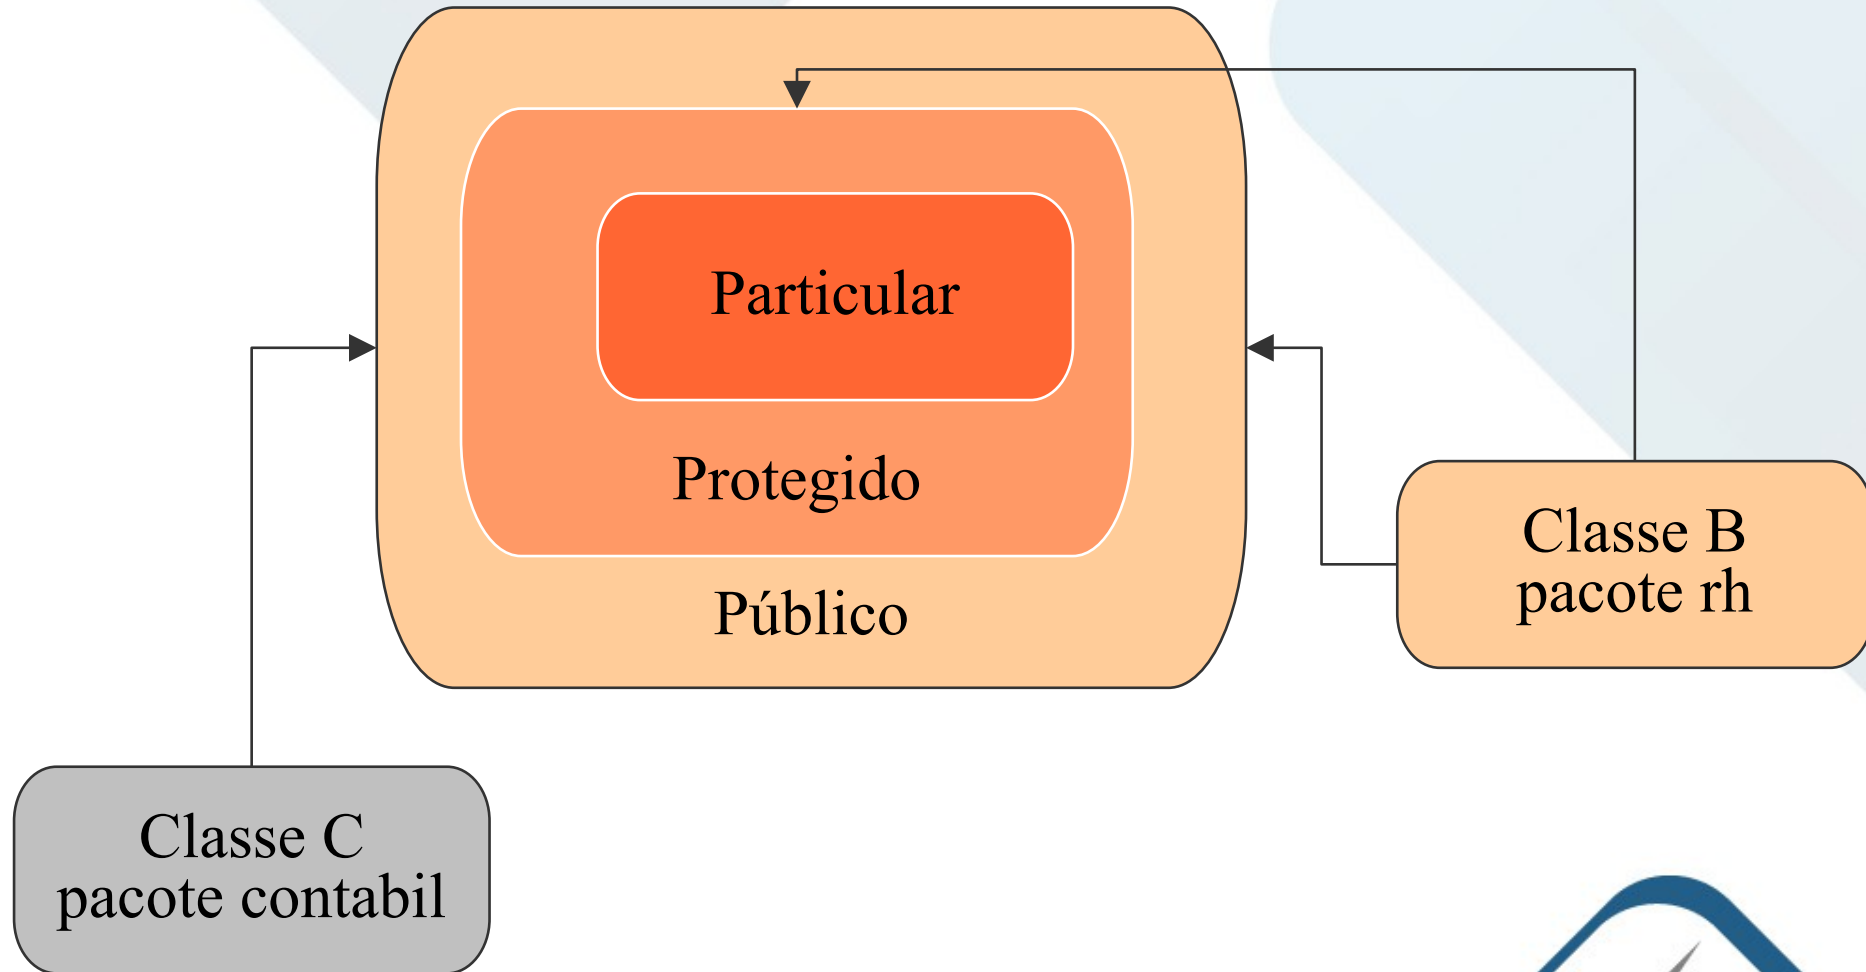 Particular
Protegido
Público
Classe B
pacote rh
Classe C
pacote contabil